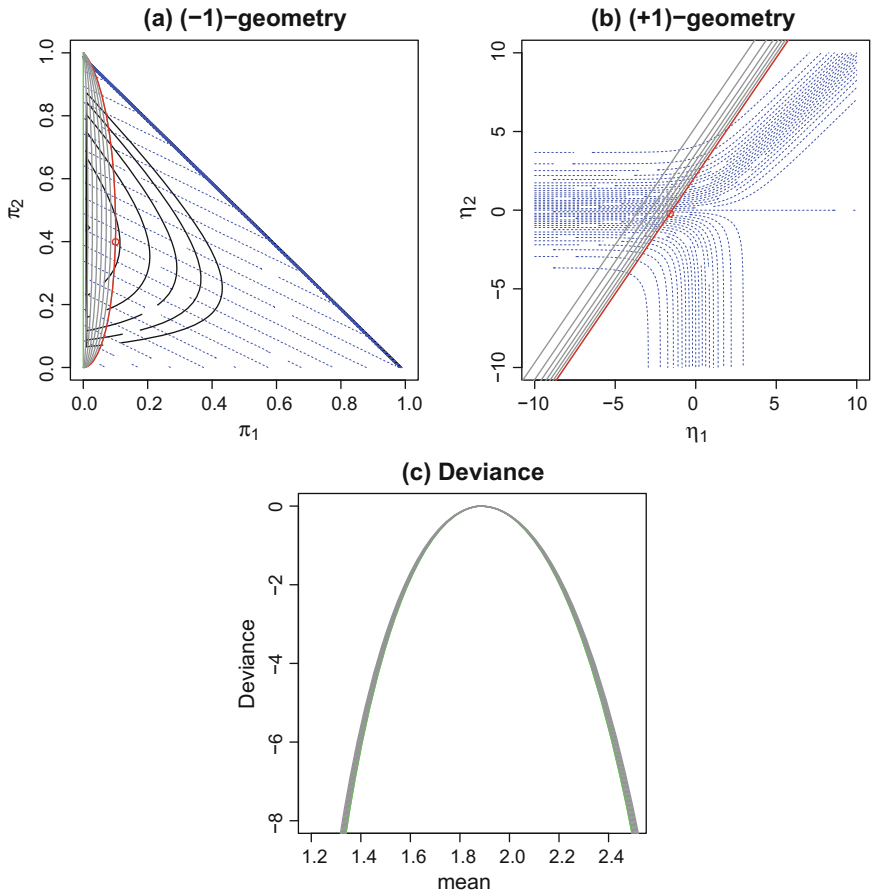 (a) (−1)−geometry
1.0
0.8
0.6
0.4
0.2
0.0
π2
0.0 0.2 0.4 0.6 0.8 1.0
π1
(b) (+1)−geometry
10
5
0
−5
−10
η2
−10 −5 0 5 10
η1
(c) Deviance
0
−2
−4
−6
−8
Deviance
1.2 1.4 1.6 1.8 2.0 2.2 2.4
mean